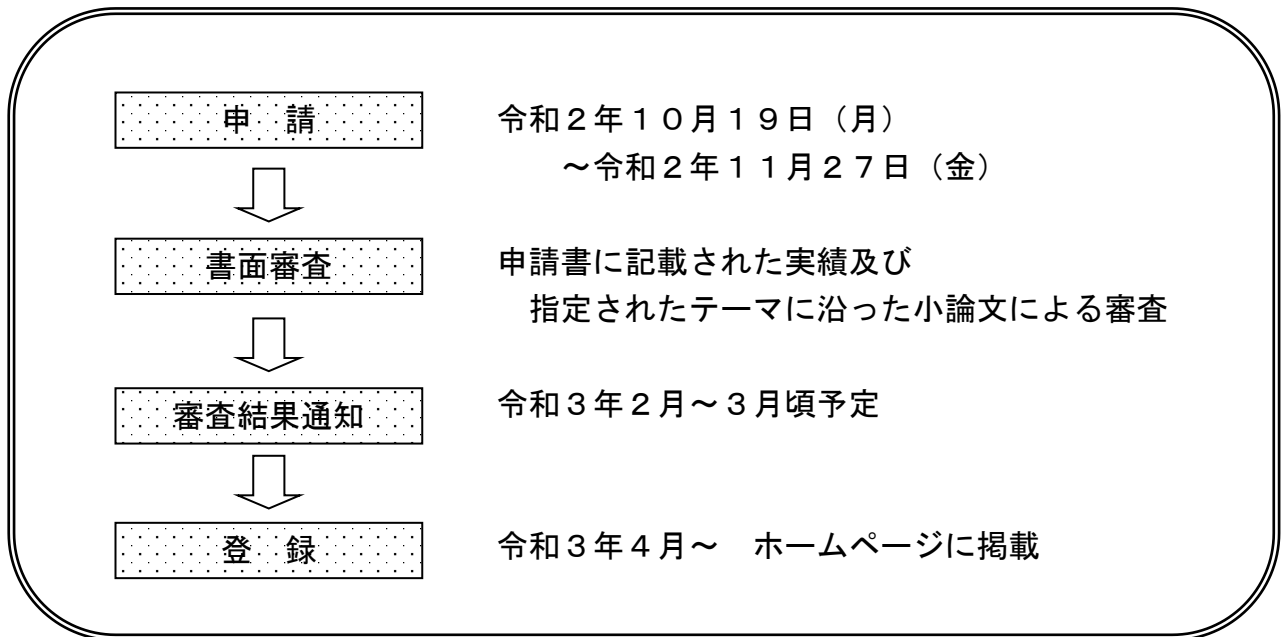 申　請
令和２年１０月１９日（月）
～令和２年１１月２７日（金）
書面審査
申請書に記載された実績及び
指定されたテーマに沿った小論文による審査
審査結果通知
令和３年２月～３月頃予定
登　録
令和３年４月～　ホームページに掲載